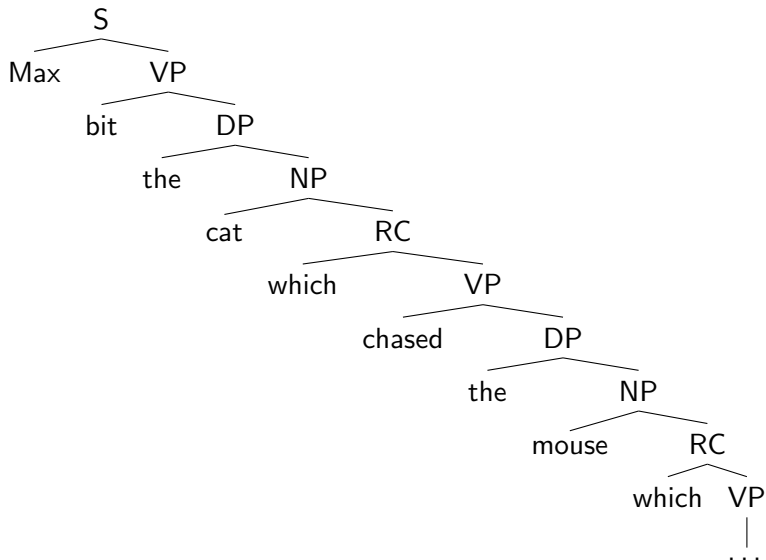 S
Max VP
bit DP
the NP
cat RC
which VP
chased DP
the NP
mouse RC
which VP
...